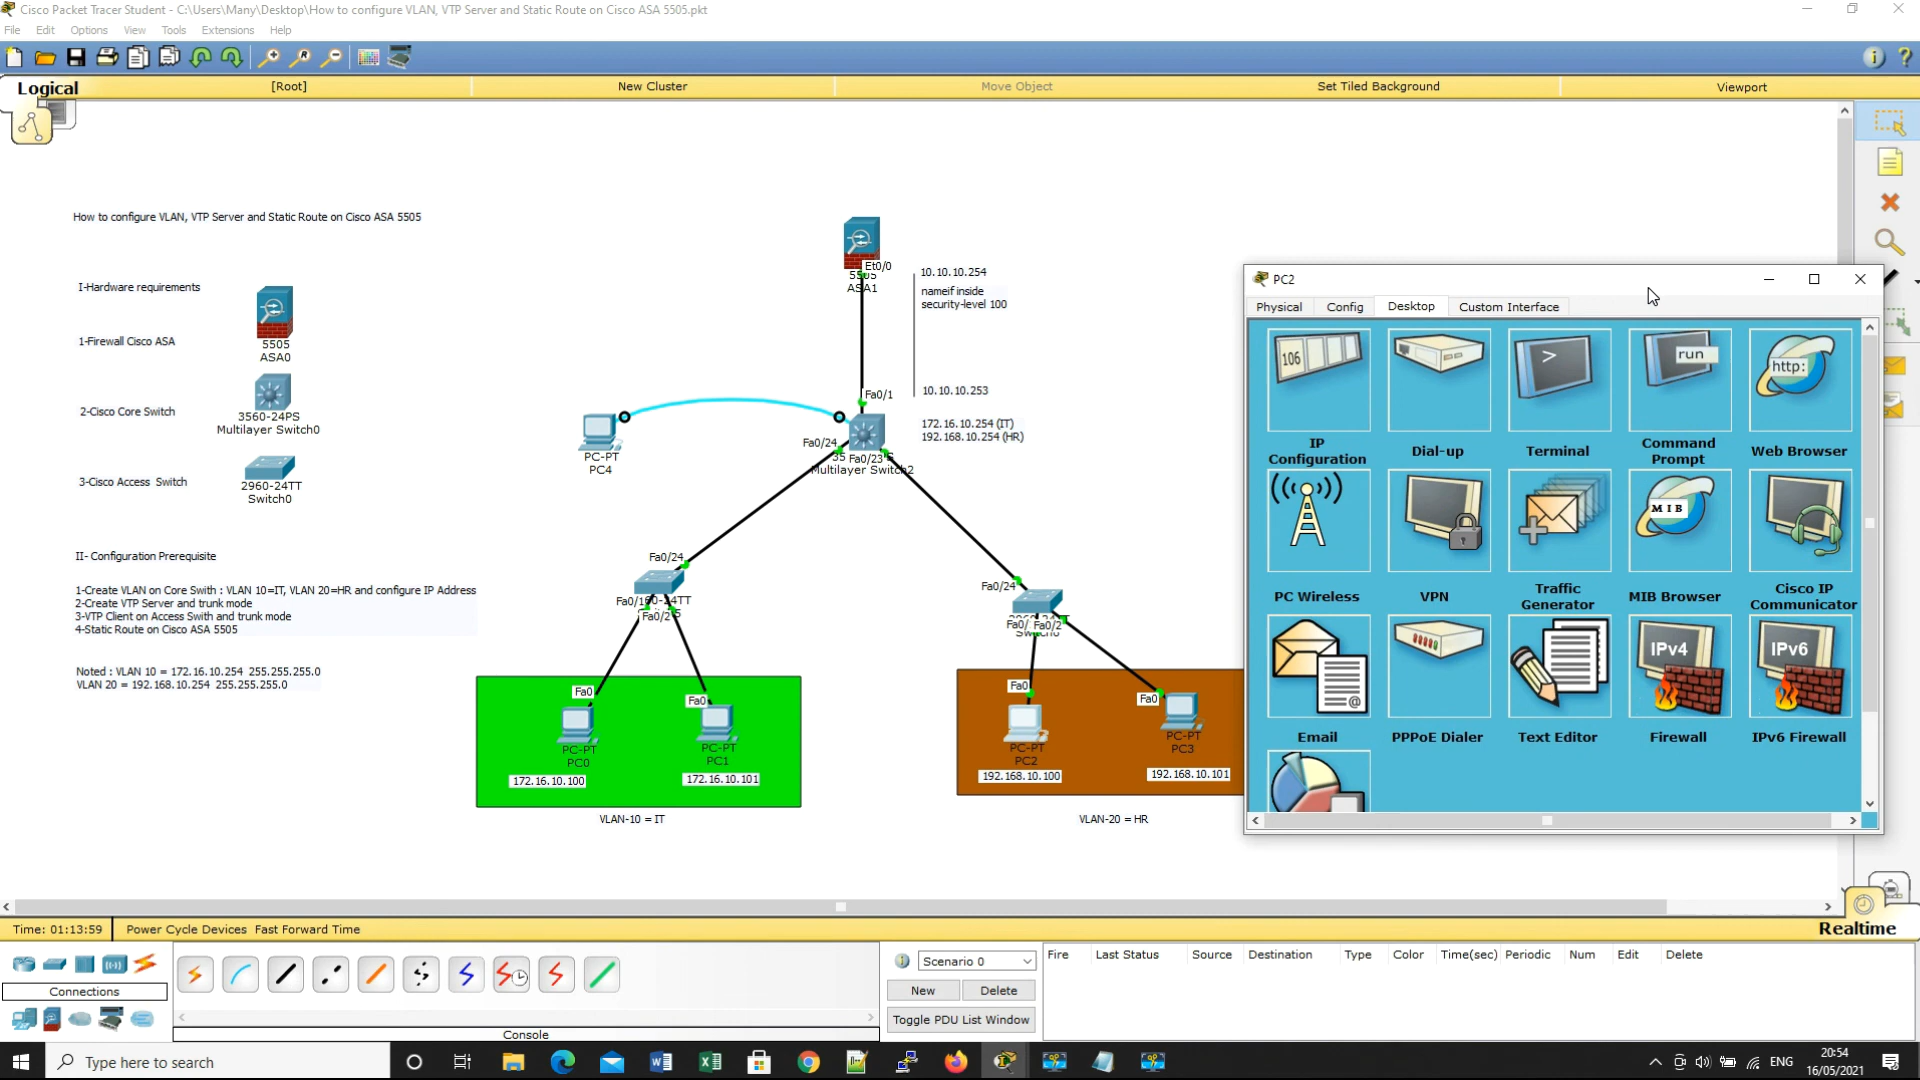 Cisco Packet Tracer Student - C:\Users\Many\Desktop\How to configure VLAN, VTP Server and Static Route on Cisco ASA 5505.pkt
File Edit Options View Tools Extensions Help
Logical [Root] New Cluster Move Object Set Tiled Background Viewport
How to configure VLAN, VTP Server and Static Route on Cisco ASA 5505
I-Hardware requirements
1-Firewall Cisco ASA
5505
ASA0
2-Cisco Core Switch
3560-24PS
Multilayer Switch0
3-Cisco Access Switch
2960-24TT
Switch0
II- Configuration Prerequisite
1-Create VLAN on Core Swith : VLAN 10=IT, VLAN 20=HR and configure IP Address
2-Create VTP Server and trunk mode
3-VTP Client on Access Swith and trunk mode
4-Static Route on Cisco ASA 5505
Noted : VLAN 10 = 172.16.10.254 255.255.255.0
VLAN 20 = 192.168.10.254 255.255.255.0
Et0/0
5505
ASA1
10.10.10.254
nameif inside
security-level 100
10.10.10.253
Fa0/1
172.16.10.254 (IT)
192.168.10.254 (HR)
PC-PT
PC4
Fa0/24
Fa0/23
Multilayer Switch2
Fa0/24
Fa0/1
Fa0/2
Fa0/24
Fa0/
Fa0/2
Fa0
Fa0
PC-PT
PC0
172.16.10.100
PC-PT
PC1
172.16.10.101
VLAN-10 = IT
Fa0
Fa0
PC-PT
PC2
192.168.10.100
PC-PT
PC3
192.168.10.101
VLAN-20 = HR
PC2
Physical Config Desktop Custom Interface
106
>
run
http:
IP Configuration
Dial-up
Terminal
Command Prompt
Web Browser
MIB
PC Wireless
VPN
Traffic Generator
MIB Browser
Cisco IP Communicator
@
IPv4
IPv6
Email
PPPoE Dialer
Text Editor
Firewall
IPv6 Firewall
Time: 01:13:59 Power Cycle Devices Fast Forward Time
Realtime
Connections
Console
Scenario 0
New Delete
Toggle PDU List Window
Fire Last Status Source Destination Type Color Time(sec) Periodic Num Edit Delete
Type here to search
ENG
20:54
16/05/2021